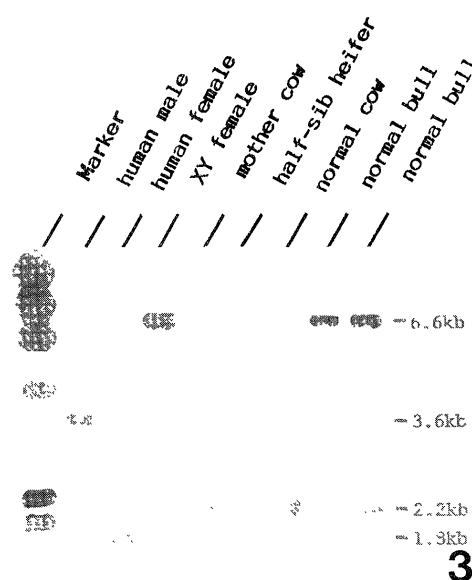 Marker
human male
human female
XY female
mother cow
half-sib heifer
normal cow
normal bull
normal bull
6.6kb
3.6kb
2.2kb
1.8kb
3